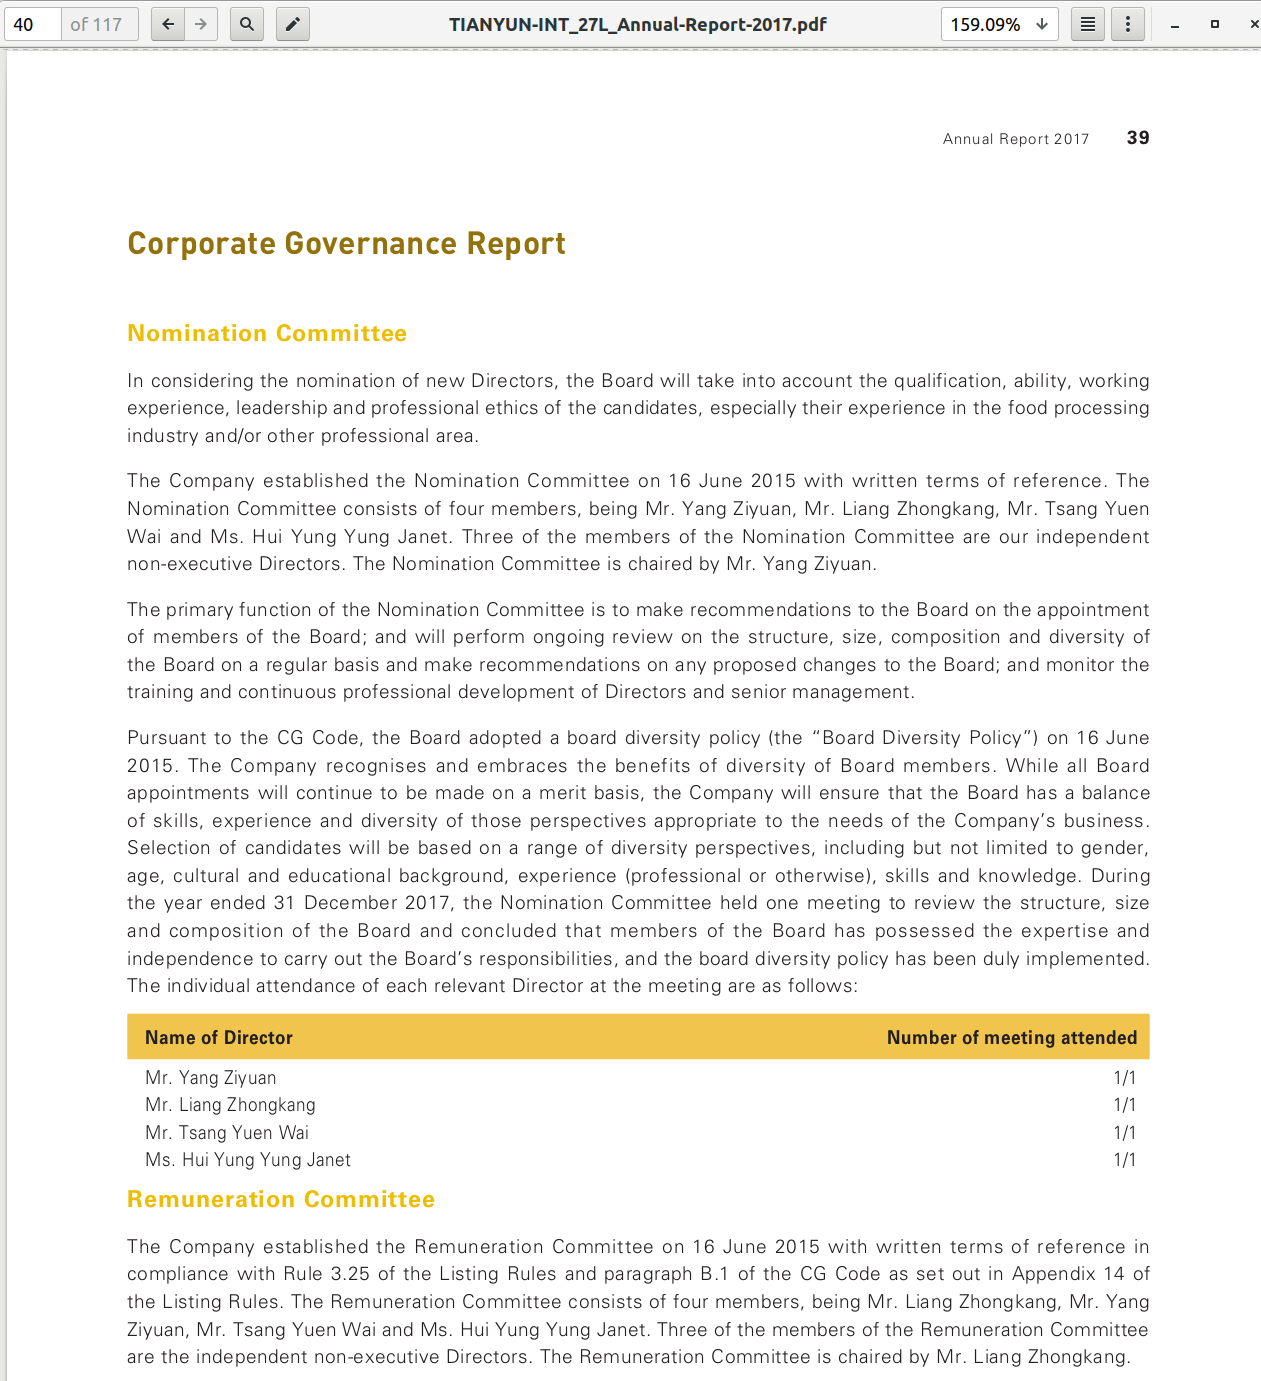 40 of 117 TIANYUN-INT_27L_Annual-Report-2017.pdf 159.09%
Annual Report 2017 39
Corporate Governance Report
Nomination Committee
In considering the nomination of new Directors, the Board will take into account the qualification, ability, working
experience, leadership and professional ethics of the candidates, especially their experience in the food processing
industry and/or other professional area.
The Company established the Nomination Committee on 16 June 2015 with written terms of reference. The
Nomination Committee consists of four members, being Mr. Yang Ziyuan, Mr. Liang Zhongkang, Mr. Tsang Yuen
Wai and Ms. Hui Yung Yung Janet. Three of the members of the Nomination Committee are our independent
non-executive Directors. The Nomination Committee is chaired by Mr. Yang Ziyuan.
The primary function of the Nomination Committee is to make recommendations to the Board on the appointment
of members of the Board; and will perform ongoing review on the structure, size, composition and diversity of
the Board on a regular basis and make recommendations on any proposed changes to the Board; and monitor the
training and continuous professional development of Directors and senior management.
Pursuant to the CG Code, the Board adopted a board diversity policy (the “Board Diversity Policy”) on 16 June
2015. The Company recognises and embraces the benefits of diversity of Board members. While all Board
appointments will continue to be made on a merit basis, the Company will ensure that the Board has a balance
of skills, experience and diversity of those perspectives appropriate to the needs of the Company’s business.
Selection of candidates will be based on a range of diversity perspectives, including but not limited to gender,
age, cultural and educational background, experience (professional or otherwise), skills and knowledge. During
the year ended 31 December 2017, the Nomination Committee held one meeting to review the structure, size
and composition of the Board and concluded that members of the Board has possessed the expertise and
independence to carry out the Board’s responsibilities, and the board diversity policy has been duly implemented.
The individual attendance of each relevant Director at the meeting are as follows:
Name of Director Number of meeting attended
Mr. Yang Ziyuan 1/1
Mr. Liang Zhongkang 1/1
Mr. Tsang Yuen Wai 1/1
Ms. Hui Yung Yung Janet 1/1
Remuneration Committee
The Company established the Remuneration Committee on 16 June 2015 with written terms of reference in
compliance with Rule 3.25 of the Listing Rules and paragraph B.1 of the CG Code as set out in Appendix 14 of
the Listing Rules. The Remuneration Committee consists of four members, being Mr. Liang Zhongkang, Mr. Yang
Ziyuan, Mr. Tsang Yuen Wai and Ms. Hui Yung Yung Janet. Three of the members of the Remuneration Committee
are the independent non-executive Directors. The Remuneration Committee is chaired by Mr. Liang Zhongkang.